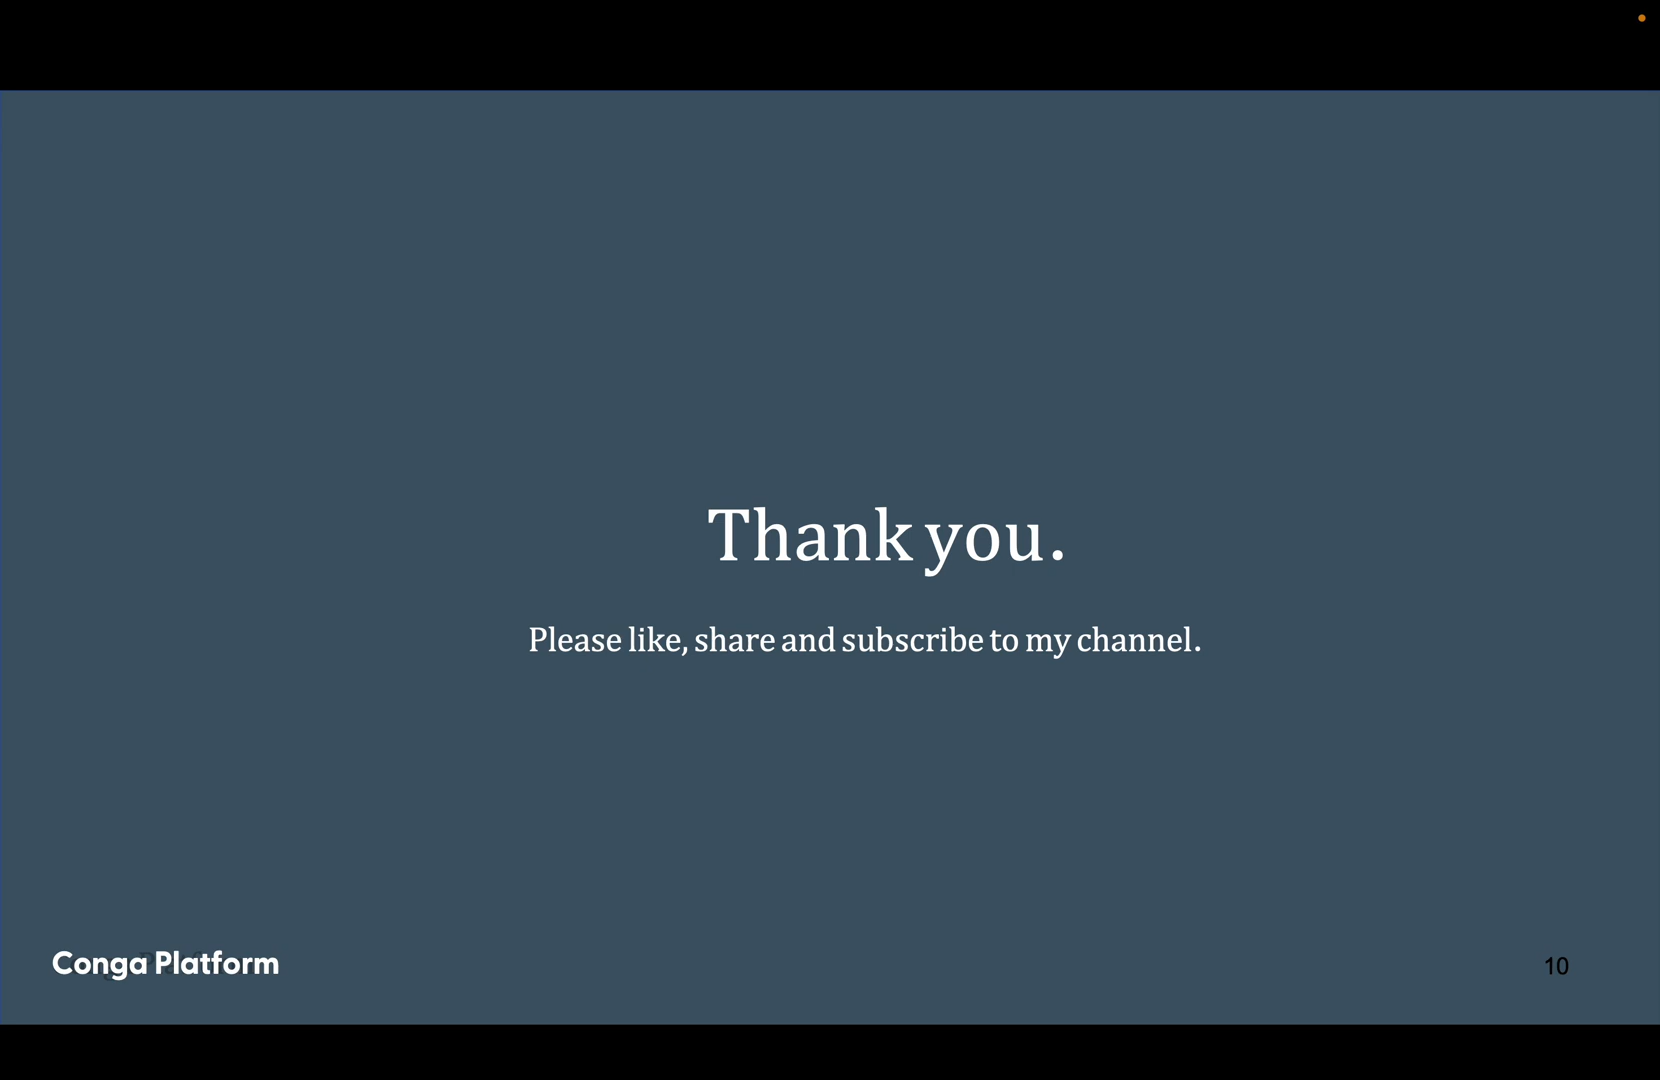 Thank you.
Please like, share and subscribe to my channel.
Conga Platform
10